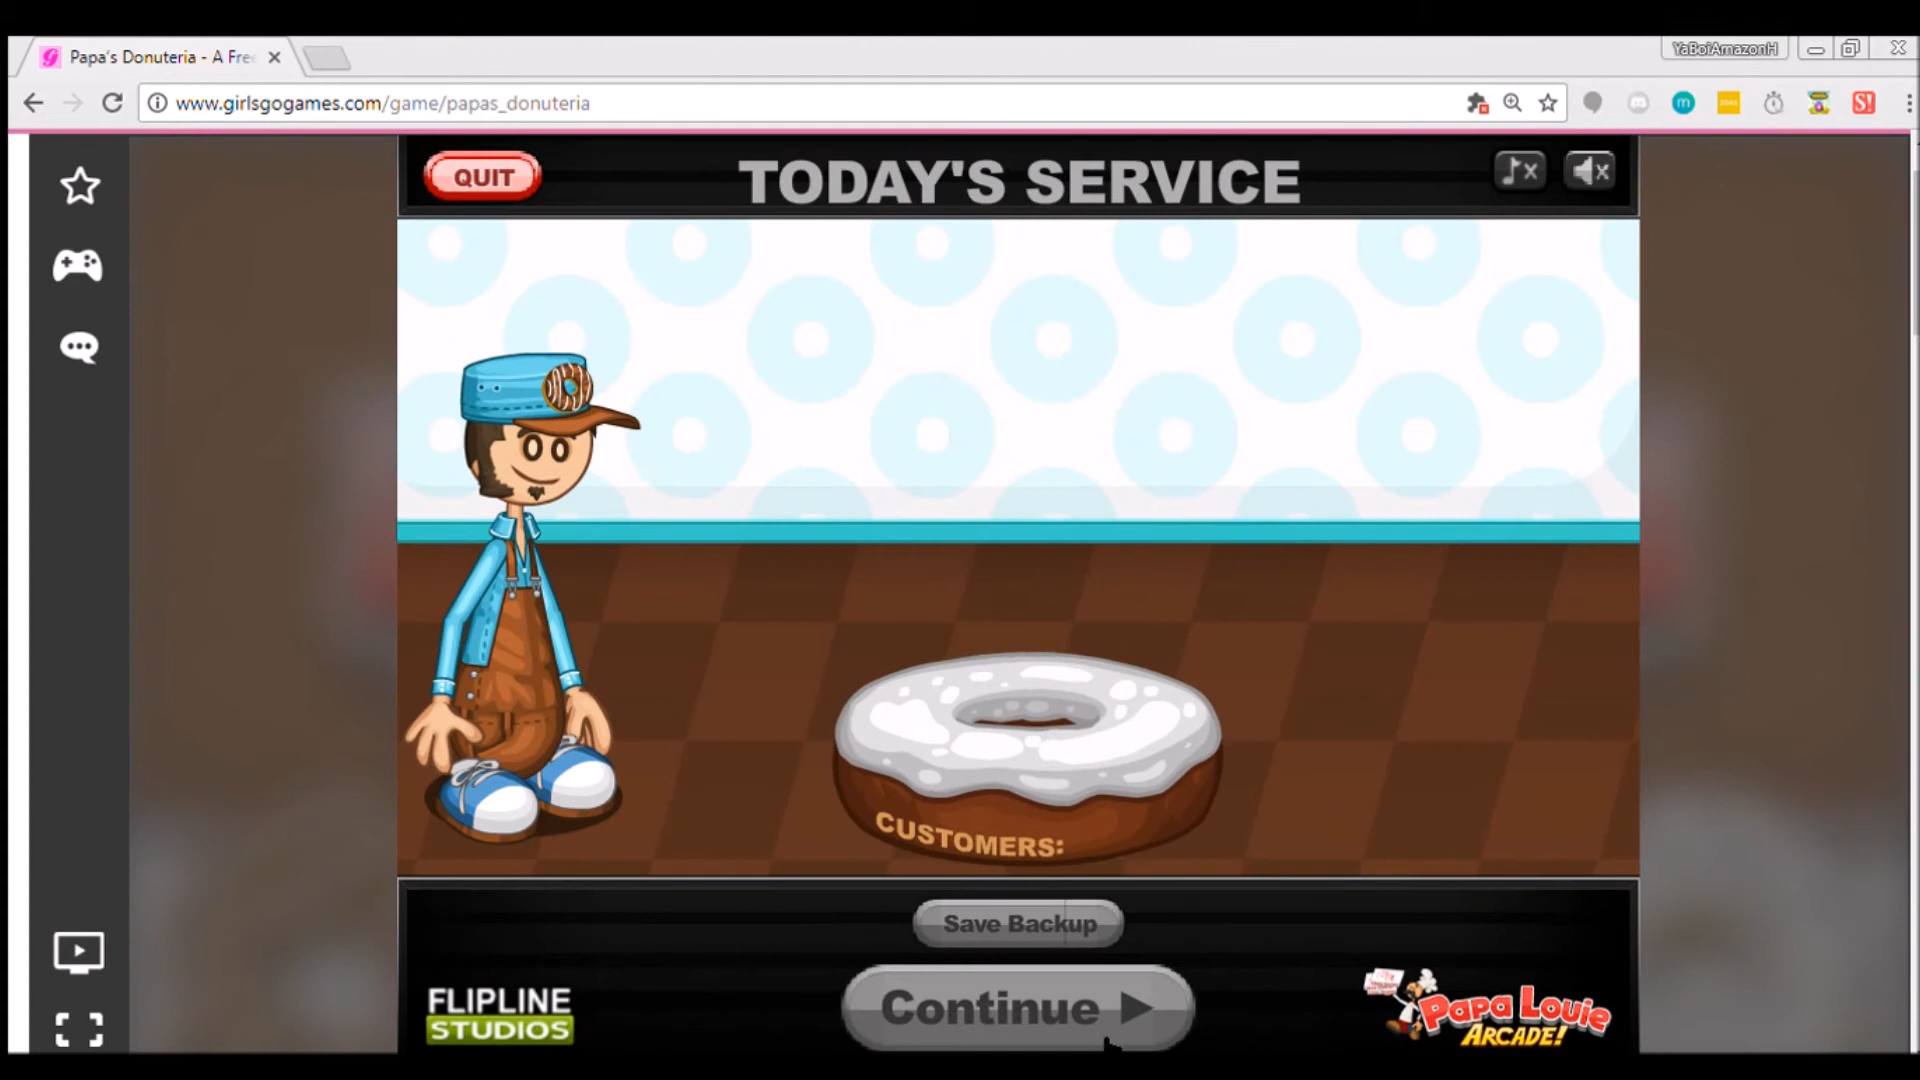 Papa's Donuteria - A Free
YaBoiAmazonH
www.girlsgogames.com/game/papas_donuteria
QUIT
TODAY'S SERVICE
CUSTOMERS:
Save Backup
Continue
FLIPLINE
STUDIOS
Papa Louie
ARCADE!